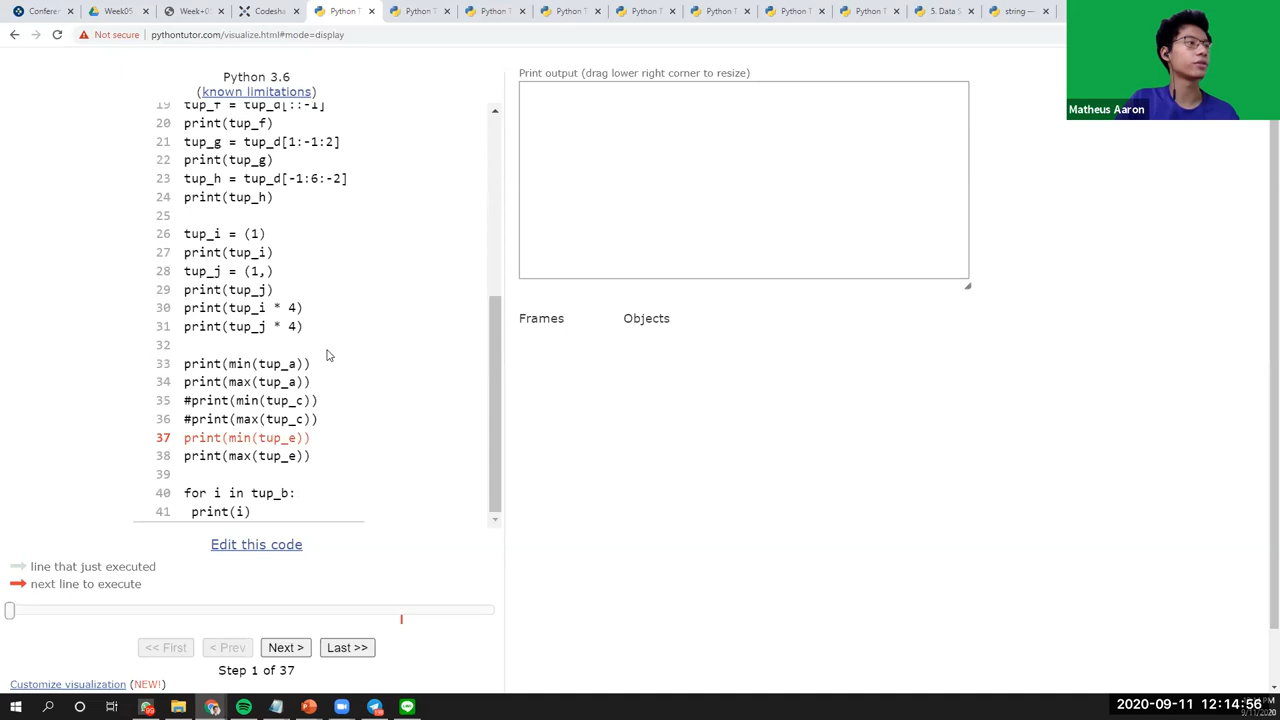 Conferen
Week05
Week+05
Codesha
Python T
Python T
Python T
Python T
Python T
Python T
Python T
Python T
5. Data S
string —
Not secure
pythontutor.com/visualize.html#mode=display
Matheus Aaron
Python 3.6
(known limitations)
19 tup_f = tup_d[::-1]
20 print(tup_f)
21 tup_g = tup_d[1:-1:2]
22 print(tup_g)
23 tup_h = tup_d[-1:6:-2]
24 print(tup_h)
25
26 tup_i = (1)
27 print(tup_i)
28 tup_j = (1,)
29 print(tup_j)
30 print(tup_i * 4)
31 print(tup_j * 4)
32
33 print(min(tup_a))
34 print(max(tup_a))
35 #print(min(tup_c))
36 #print(max(tup_c))
37 print(min(tup_e))
38 print(max(tup_e))
39
40 for i in tup_b:
41 print(i)
Edit this code
line that just executed
next line to execute
<< First
< Prev
Next >
Last >>
Step 1 of 37
Customize visualization (NEW!)
Print output (drag lower right corner to resize)
Frames
Objects
2020-09-11 12:14:56